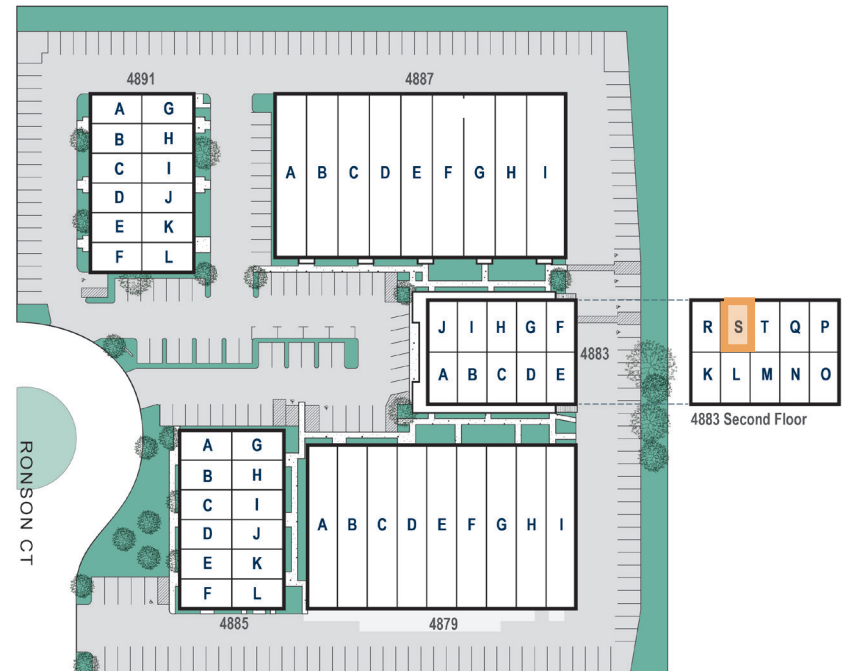 4891
A G
B H
C I
D J
E K
F L
4887
A B C D E F G H I
J I H G F
A B C D E
4883
R S T Q P
K L M N O
4883 Second Floor
RONSON CT
A G
B H
C I
D J
E K
F L
4885
A B C D E F G H I
4879